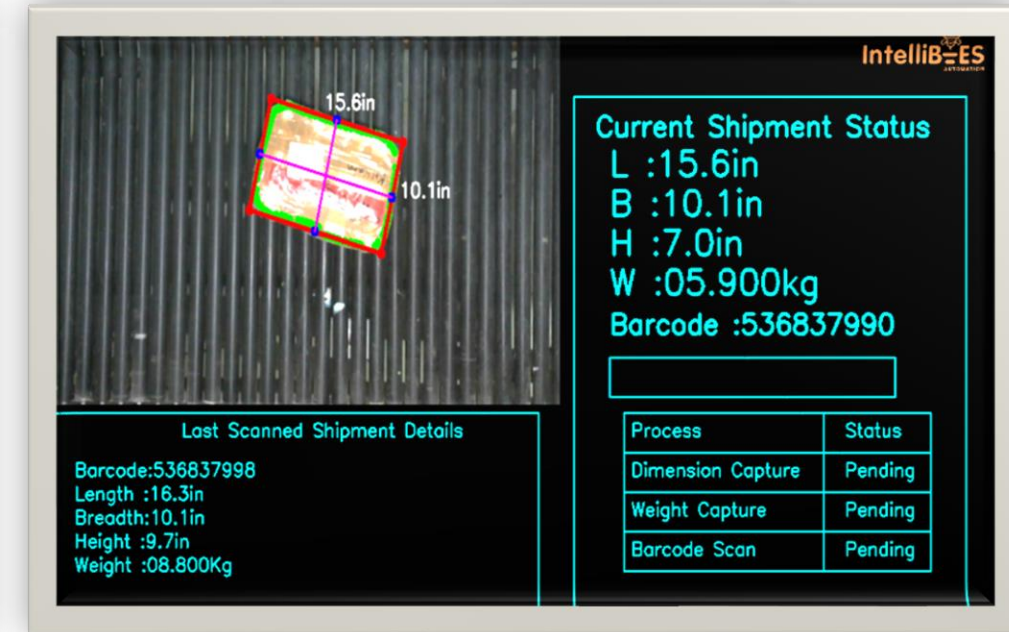 IntelliBEES
AUTOMATION
15.6in
10.1in
Current Shipment Status
L :15.6in
B :10.1in
H :7.0in
W :05.900kg
Barcode :536837990
Process Status
Dimension Capture Pending
Weight Capture Pending
Barcode Scan Pending
Last Scanned Shipment Details
Barcode:536837998
Length :16.3in
Breadth:10.1in
Height :9.7in
Weight :08.800Kg